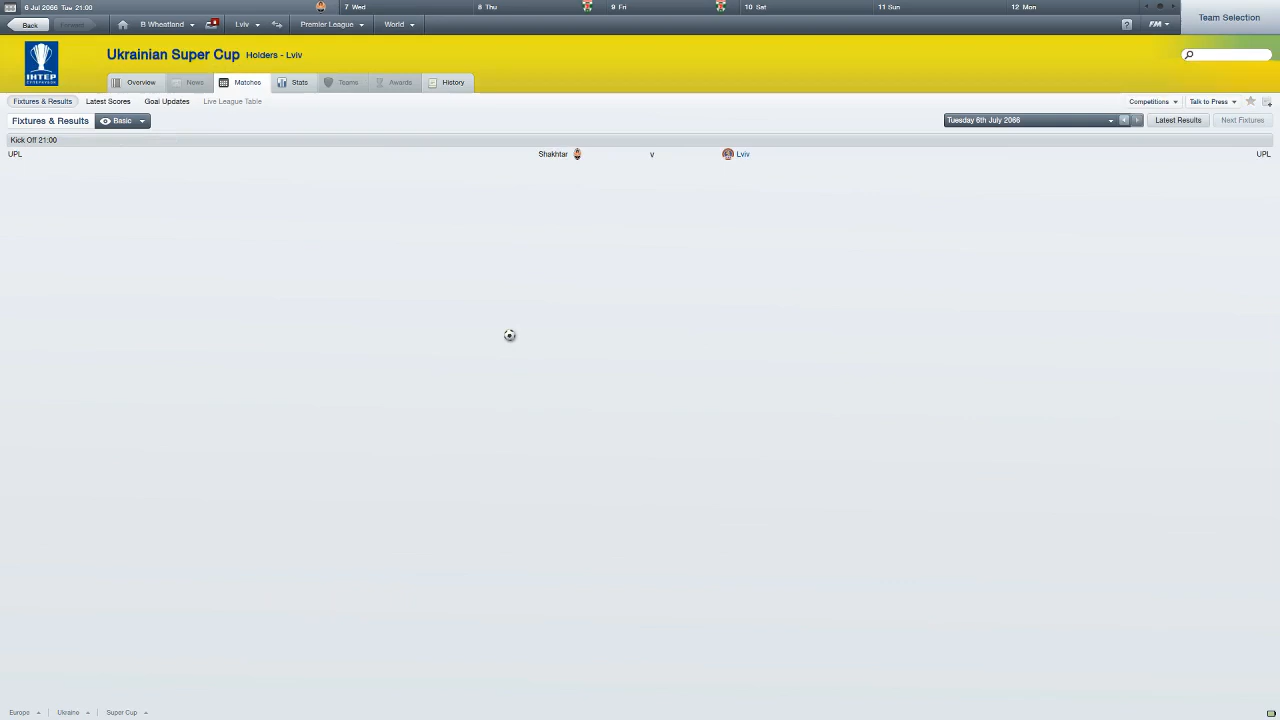 6 Jul 2066 Tue 21:00 7 Wed 8 Thu 9 Fri 10 Sat 11 Sun 12 Mon
Back Forward B Wheatland Lviv Premier League World ? FM Team Selection
Ukrainian Super Cup Holders - Lviv
ІНТЕР
Overview News Matches Stats Teams Awards History
Fixtures & Results Latest Scores Goal Updates Live League Table Competitions Talk to Press
Fixtures & Results Basic Tuesday 6th July 2066 Latest Results Next Fixtures
Kick Off 21:00
UPL Shakhtar v Lviv UPL
Europe Ukraine Super Cup